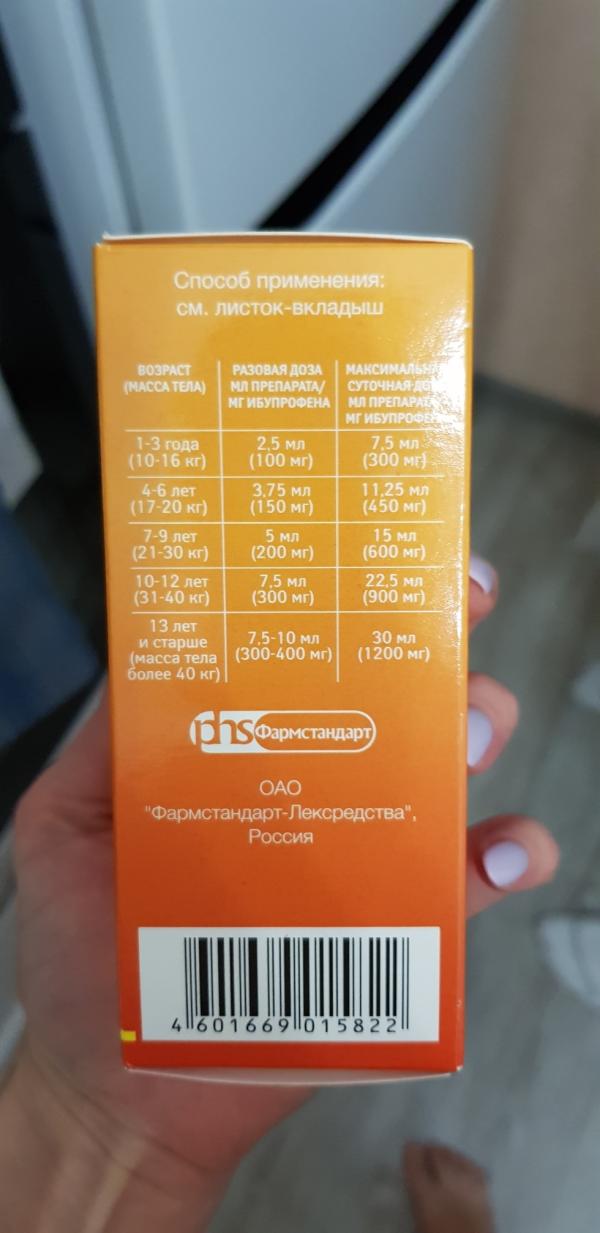 Способ применения:
см. листок-вкладыш
ВОЗРАСТ
(МАССА ТЕЛА)
РАЗОВАЯ ДОЗА
МЛ ПРЕПАРАТА/
МГ ИБУПРОФЕНА
СУТОЧНАЯ
МЛ
МГ
1-3 года
(10-16 кг)
2,5 мл
(100 мг)
7,5 мл
(300 мг)
4-6 лет
(17-20 кг)
3,75 мл
(150 мг)
11,25 мл
(450 мг)
7-9 лет
(21-30 кг)
5 мл
(200 мг)
15 мл
(600 мг)
10-12 лет
(31-40 кг)
7,5 мл
(300 мг)
22,5 мл
(900 мг)
13 лет
и старше
(масса тела
более 40 кг)
7,5-10 мл
(300-400 мг)
30 мл
(1200 мг)
phs Фармстандарт
ОАО
"Фармстандарт-Лексредства",
Россия
4 601669 015822